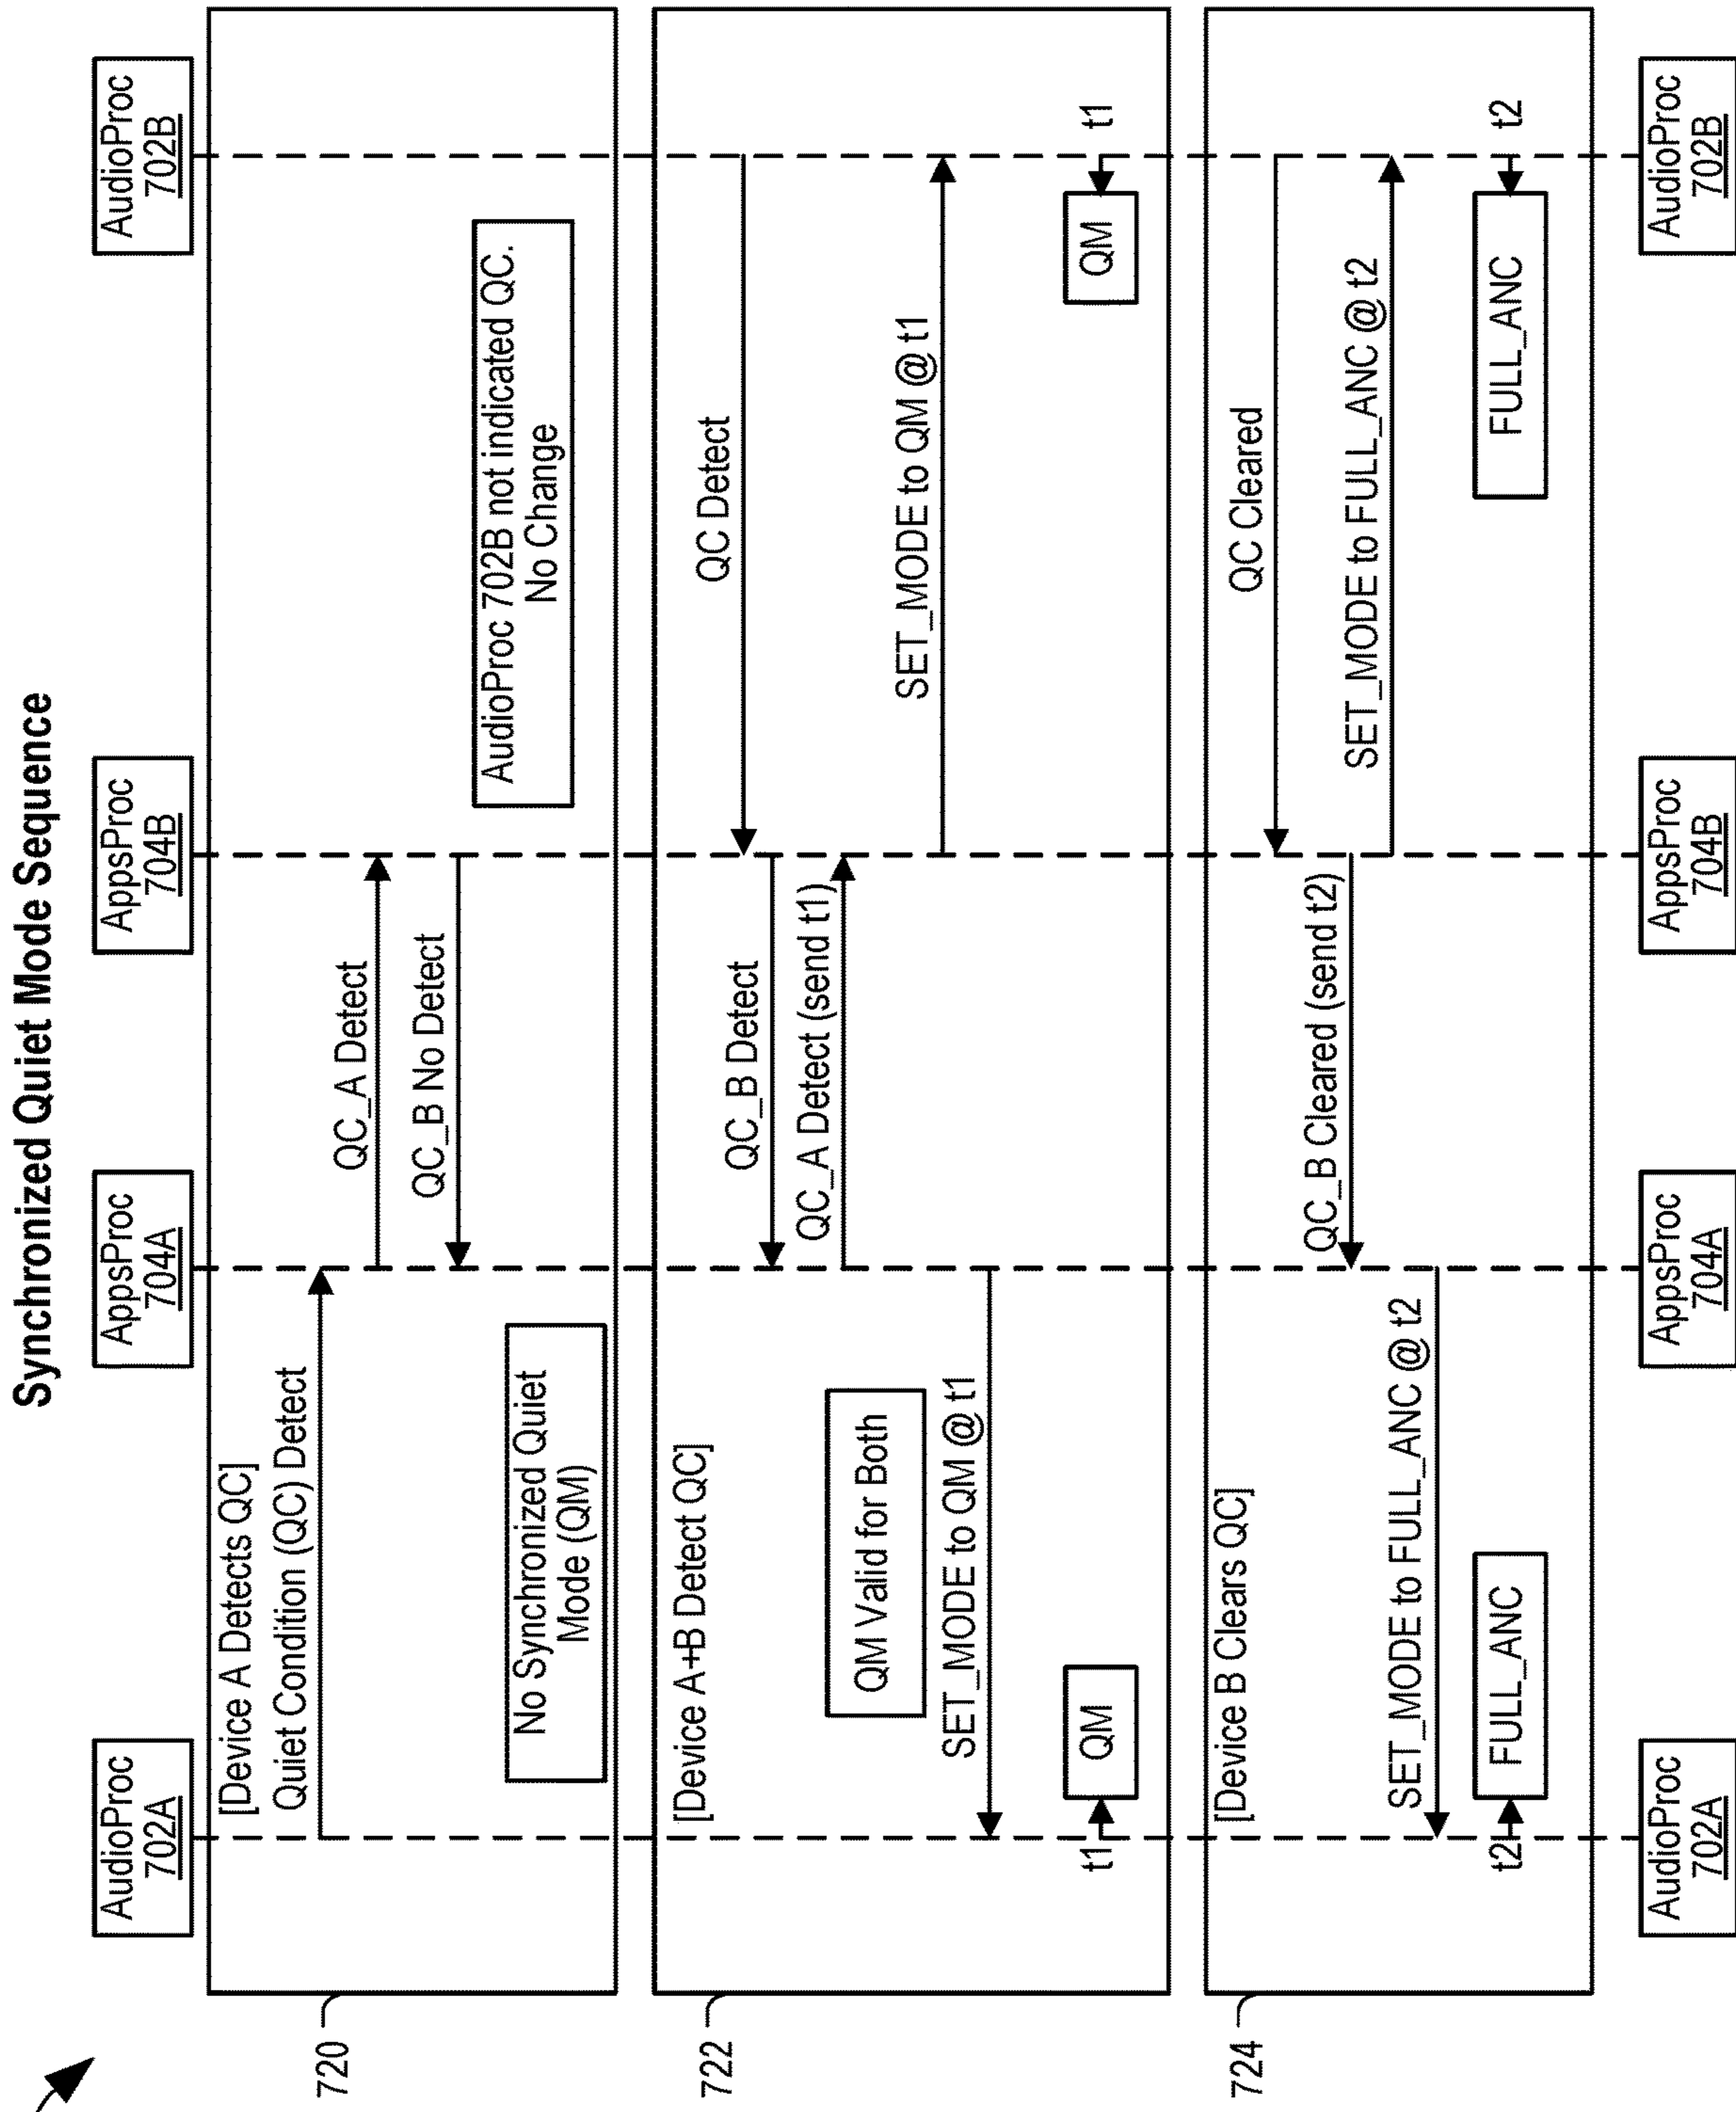 Synchronized Quiet Mode Sequence
AudioProc
702A
AppsProc
704A
AppsProc
704B
AudioProc
702B
720
[Device A Detects QC]
Quiet Condition (QC) Detect
QC_A Detect
QC_B No Detect
No Synchronized Quiet
Mode (QM)
AudioProc 702B not indicated QC.
No Change
722
[Device A+B Detect QC]
QC Detect
QC_B Detect
QC_A Detect (send t1)
QM Valid for Both
SET_MODE to QM @ t1
SET_MODE to QM @ t1
t1
QM
QM
t1
724
[Device B Clears QC]
QC Cleared
QC_B Cleared (send t2)
SET_MODE to FULL_ANC @ t2
SET_MODE to FULL_ANC @ t2
t2
FULL_ANC
FULL_ANC
t2
AudioProc
702A
AppsProc
704A
AppsProc
704B
AudioProc
702B